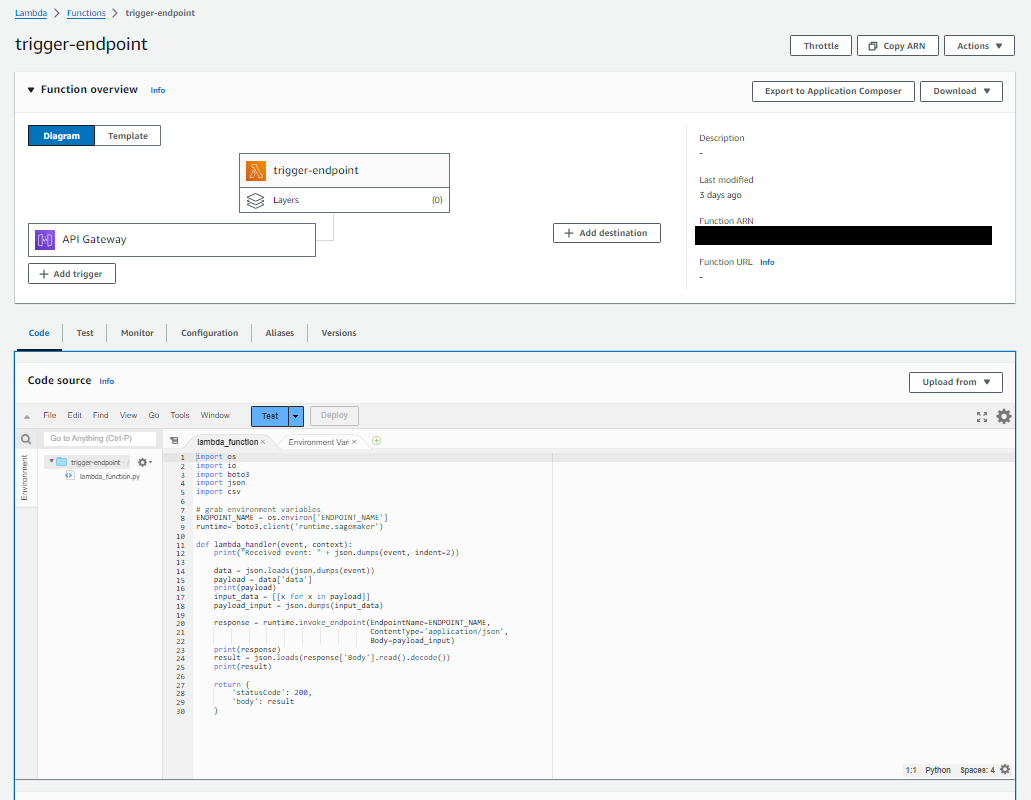 Lambda > Functions > trigger-endpoint
trigger-endpoint
Throttle
Copy ARN
Actions
Function overview Info
Export to Application Composer
Download
Diagram
Template
trigger-endpoint
Layers (0)
API Gateway
+ Add trigger
+ Add destination
Description
-
Last modified
3 days ago
Function ARN
Function URL Info
-
Code
Test
Monitor
Configuration
Aliases
Versions
Code source Info
Upload from
File Edit Find View Go Tools Window
Test
Deploy
Go to Anything (Ctrl-P)
Environment
trigger-endpoint - /
lambda_function.py
lambda_function ×
Environment Var ×
1 import os
2 import io
3 import boto3
4 import json
5 import csv
6
7 # grab environment variables
8 ENDPOINT_NAME = os.environ['ENDPOINT_NAME']
9 runtime= boto3.client('runtime.sagemaker')
10
11 def lambda_handler(event, context):
12 print("Received event: " + json.dumps(event, indent=2))
13
14 data = json.loads(json.dumps(event))
15 payload = data['data']
16 print(payload)
17 input_data = [[x for x in payload]]
18 payload_input = json.dumps(input_data)
19
20 response = runtime.invoke_endpoint(EndpointName=ENDPOINT_NAME,
21 ContentType='application/json',
22 Body=payload_input)
23 print(response)
24 result = json.loads(response['Body'].read().decode())
25 print(result)
26
27 return {
28 'statusCode': 200,
29 'body': result
30 }
1:1 Python Spaces: 4